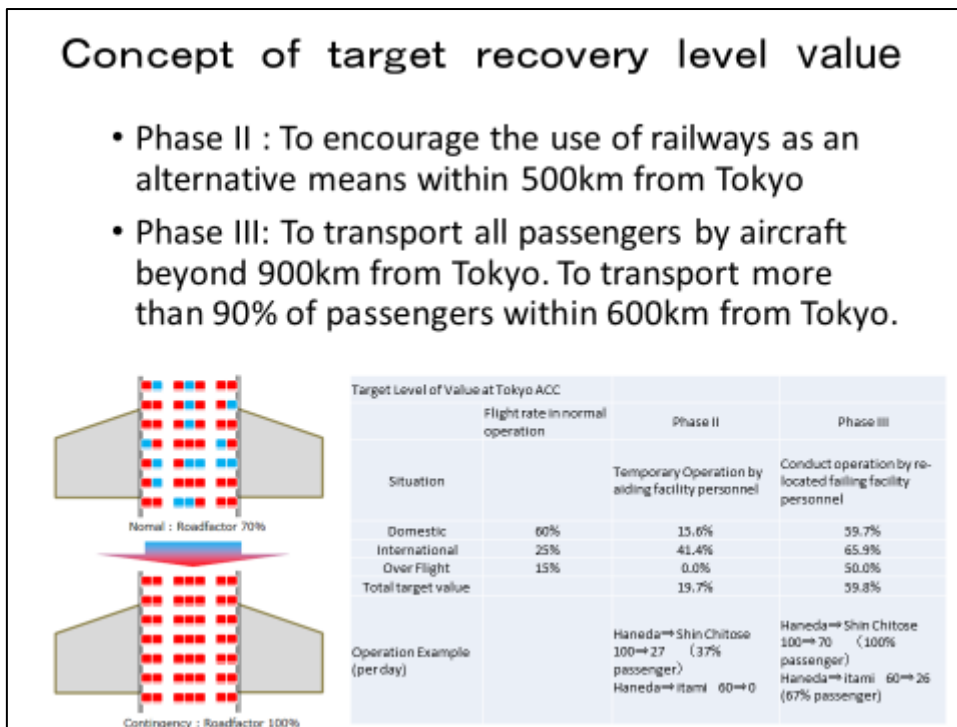 Concept of target recovery level value
• Phase II : To encourage the use of railways as an
alternative means within 500km from Tokyo
• Phase III: To transport all passengers by aircraft
beyond 900km from Tokyo. To transport more
than 90% of passengers within 600km from Tokyo.
Nomal : Roadfactor 70%
Contingency : Roadfactor 100%
Target Level of Value at Tokyo ACC
Flight rate in normal
operation
Phase II
Phase III
Situation
Temporary Operation by
aiding facility personnel
Conduct operation by re-
located failing facility
personnel
Domestic 60% 15.6% 59.7%
International 25% 41.4% 65.9%
Over Flight 15% 0.0% 50.0%
Total target value 19.7% 59.8%
Operation Example
(per day)
Haneda⇒Shin Chitose
100⇒27 (37%
passenger)
Haneda⇒itami 60⇒0
Haneda⇒Shin Chitose
100⇒70 (100%
passenger)
Haneda⇒itami 60⇒26
(67% passenger)